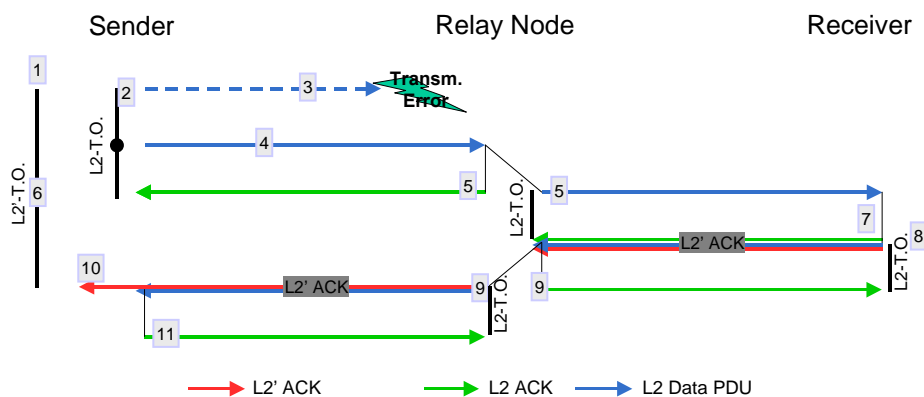 Sender
Relay Node
Receiver
1
2
3
Transm.
Error
4
L2-T.O.
L2'-T.O.
6
5
5
L2-T.O.
7
8
L2' ACK
L2-T.O.
10
L2' ACK
9
9
L2-T.O.
11
L2' ACK
L2 ACK
L2 Data PDU